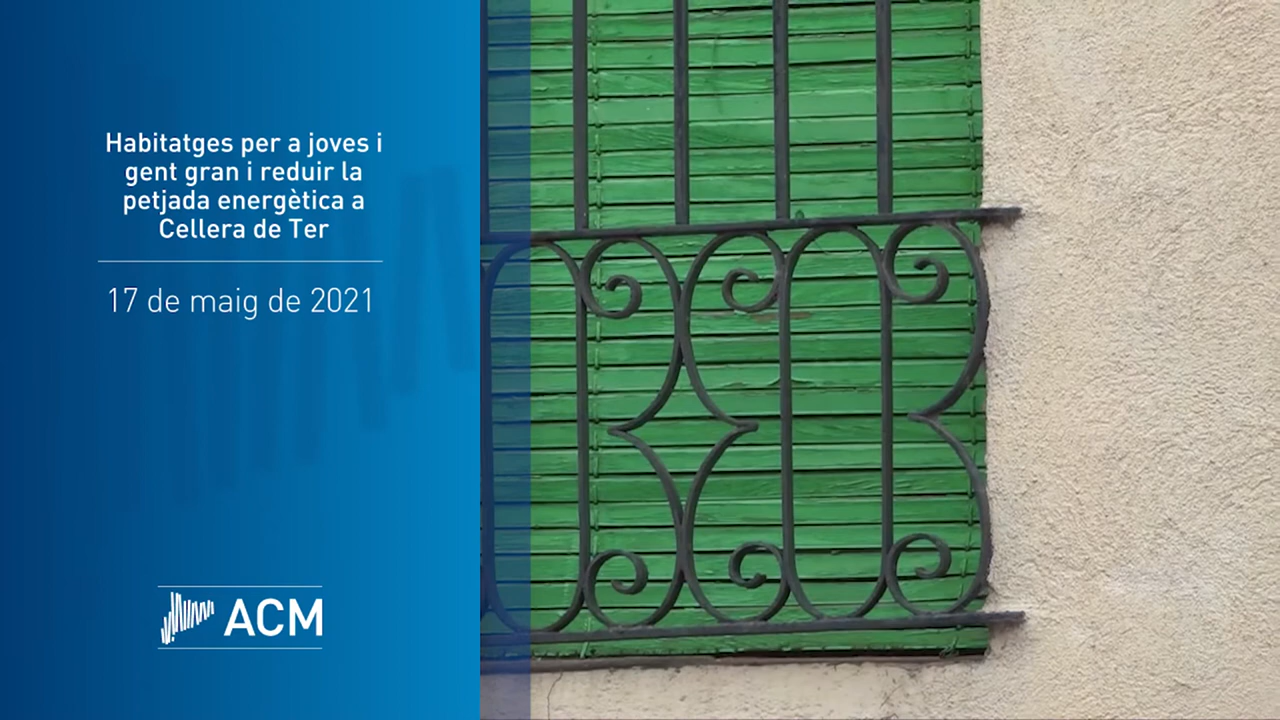 Habitatges per a joves i
gent gran i reduir la
petjada energètica a
Cellera de Ter
17 de maig de 2021
ACM